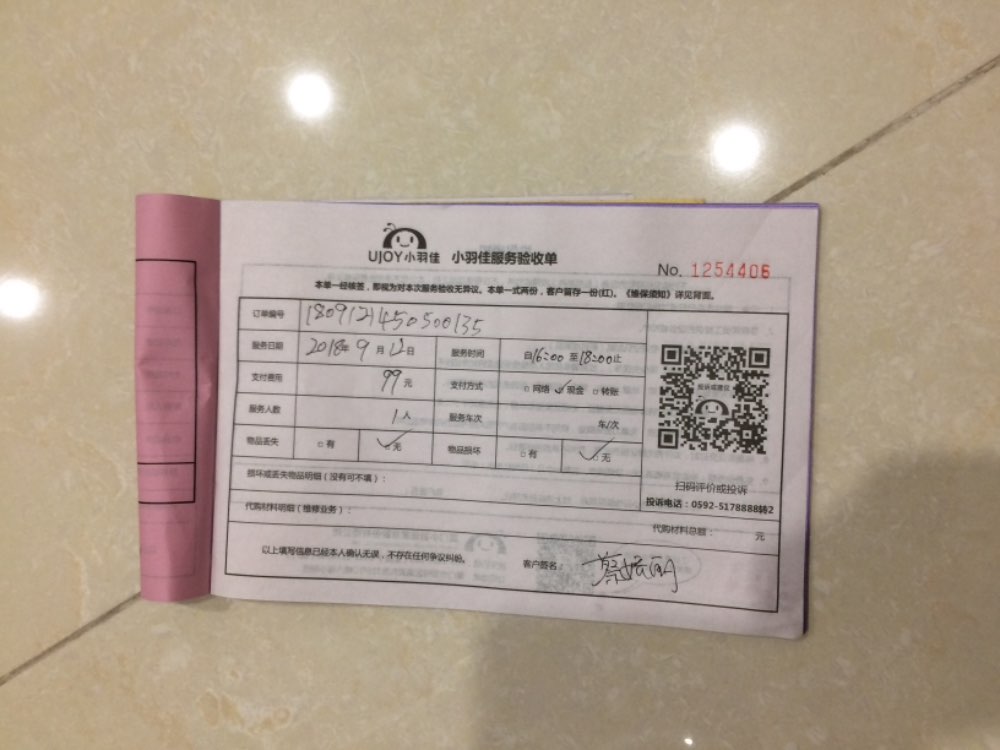 UJOY小羽佳 小羽佳服务验收单
No. 1254406
本单一经核签，即视为对本次服务验收无异议。本单一式两份，客户留存一份(红)。《维保须知》详见背面。
订单编号 1809121450500135
服务日期 2018年 9 月 12日 服务时间 自16:00 至18:00止
支付费用 99 元 支付方式 □网络 ✓现金 □转账
服务人数 1人 服务车次 车/次
物品丢失 □有 ✓无 物品损坏 □有 ✓无
投诉或建议
扫码评价或投诉
投诉电话：0592-5178888转2
损坏或丢失物品明细（没有可不填）：
代购材料明细（维修业务）： 代购材料总额： 元
以上填写信息已经本人确认无误，不存在任何争议纠纷。 客户签名：